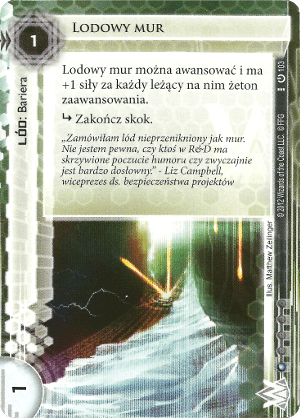 Lodowy mur
1
LÓD: Bariera
Lodowy mur można awansować i ma
+1 siły za każdy leżący na nim żeton
zaawansowania.
Zakończ skok.
„Zamówiłam lód nieprzenikniony jak mur.
Nie jestem pewna, czy ktoś w R&D ma
skrzywione poczucie humoru czy zwyczajnie
jest bardzo dosłowny.” - Liz Campbell,
wiceprezes ds. bezpieczeństwa projektów
103
© 2012 Wizards of the Coast LLC. © FFG
Illus. Matthew Zeilinger
1